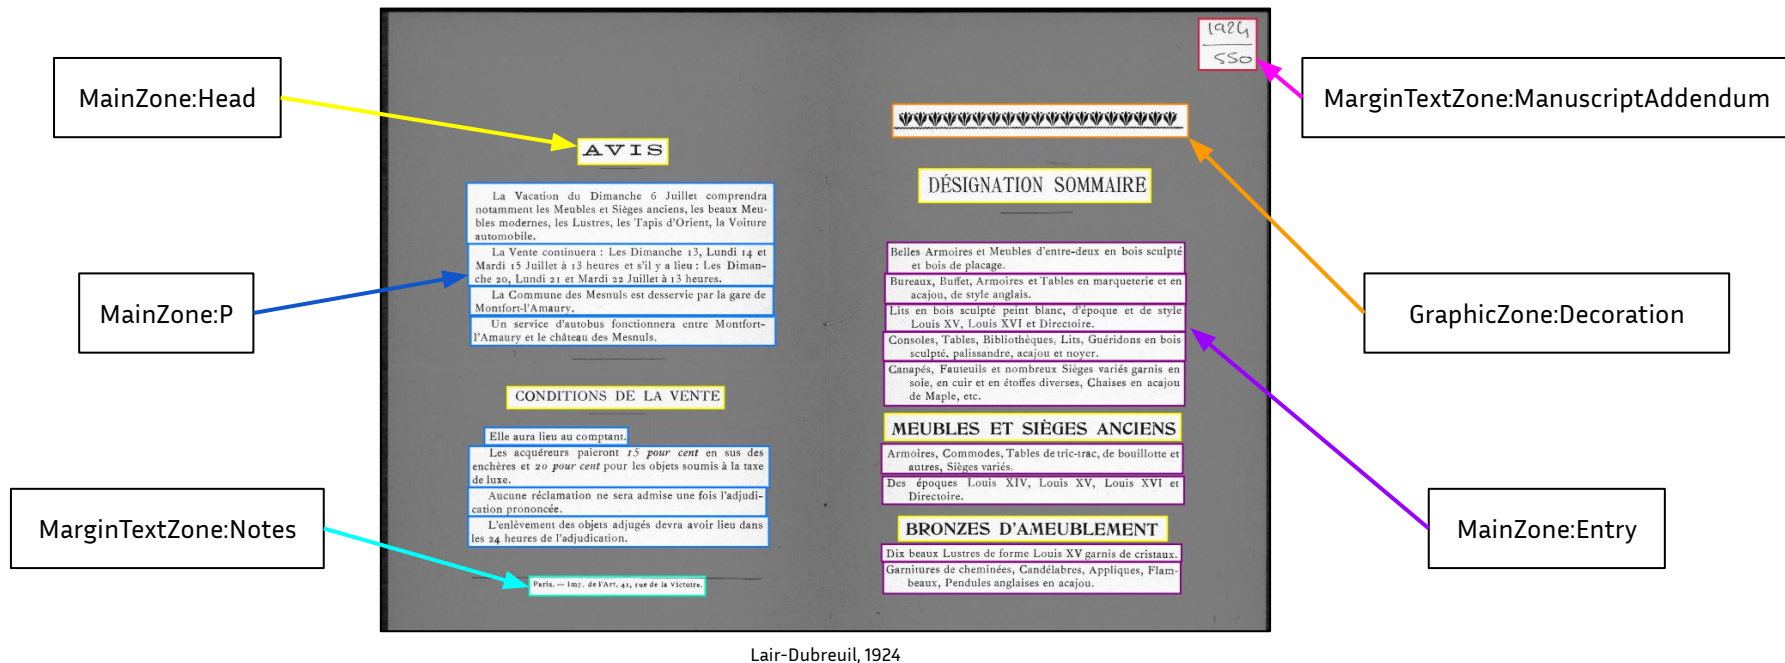 MainZone:Head
MainZone:P
MarginTextZone:Notes
AVIS
La Vacation du Dimanche 6 Juillet comprendra
notamment les Meubles et Sièges anciens, les beaux Meu-
bles modernes, les Lustres, les Tapis d'Orient, la Voiture
automobile.
La Vente continuera : Les Dimanche 13, Lundi 14 et
Mardi 15 Juillet à 13 heures et s'il y a lieu : Les Diman-
che 20, Lundi 21 et Mardi 22 Juillet à 13 heures.
La Commune des Mesnuls est desservie par la gare de
Montfort-l'Amaury.
Un service d'autobus fonctionnera entre Montfort-
l'Amaury et le château des Mesnuls.
CONDITIONS DE LA VENTE
Elle aura lieu au comptant.
Les acquéreurs paieront 15 pour cent en sus des
enchères et 20 pour cent pour les objets soumis à la taxe
de luxe.
Aucune réclamation ne sera admise une fois l'adjudi-
cation prononcée.
L'enlèvement des objets adjugés devra avoir lieu dans
les 24 heures de l'adjudication.
Paris. — Imp. de l'Art, 41, rue de la Victoire.
1924
550
DÉSIGNATION SOMMAIRE
Belles Armoires et Meubles d'entre-deux en bois sculpté
et bois de placage.
Bureaux, Buffet, Armoires et Tables en marqueterie et en
acajou, de style anglais.
Lits en bois sculpté peint blanc, d'époque et de style
Louis XV, Louis XVI et Directoire.
Consoles, Tables, Bibliothèques, Lits, Guéridons en bois
sculpté, palissandre, acajou et noyer.
Canapés, Fauteuils et nombreux Sièges variés garnis en
soie, en cuir et en étoffes diverses, Chaises en acajou
de Maple, etc.
MEUBLES ET SIÈGES ANCIENS
Armoires, Commodes, Tables de tric-trac, de bouillotte et
autres, Sièges variés.
Des époques Louis XIV, Louis XV, Louis XVI et
Directoire.
BRONZES D'AMEUBLEMENT
Dix beaux Lustres de forme Louis XV garnis de cristaux.
Garnitures de cheminées, Candélabres, Appliques, Flam-
beaux, Pendules anglaises en acajou.
MarginTextZone:ManuscriptAddendum
GraphicZone:Decoration
MainZone:Entry
Lair-Dubreuil, 1924